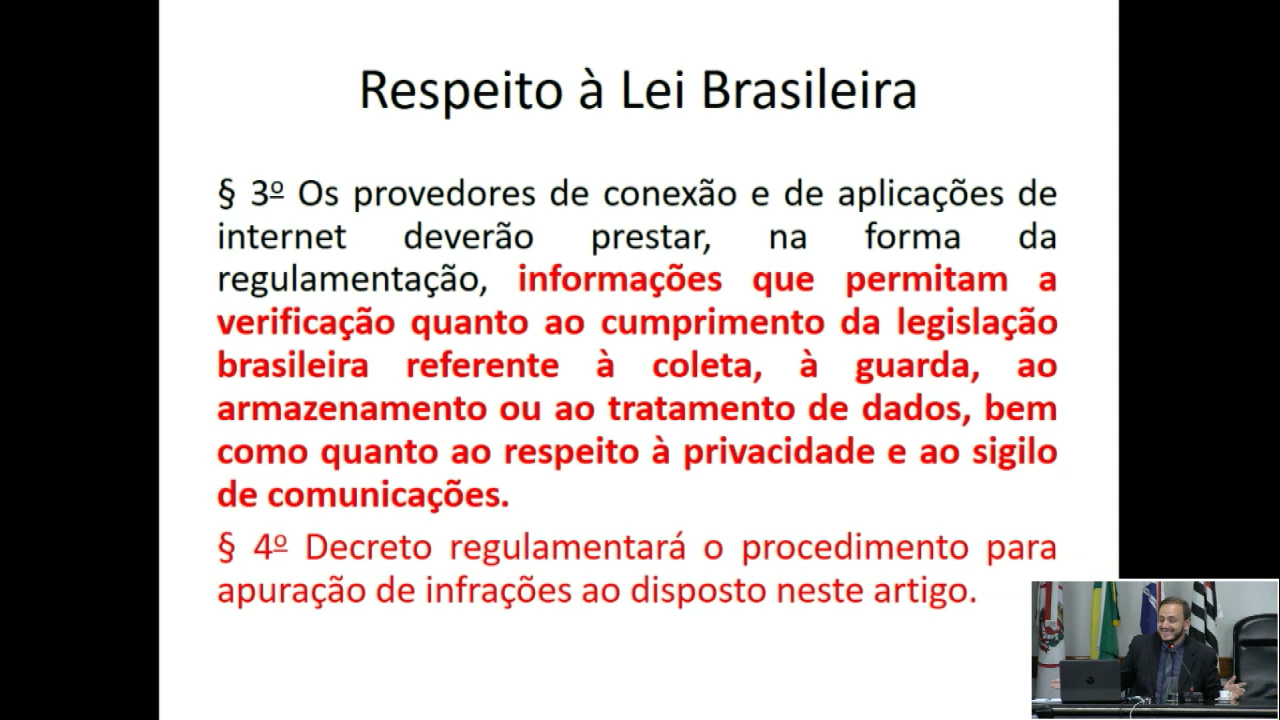 Respeito à Lei Brasileira
§ 3º Os provedores de conexão e de aplicações de
internet deverão prestar, na forma da
regulamentação, informações que permitam a
verificação quanto ao cumprimento da legislação
brasileira referente à coleta, à guarda, ao
armazenamento ou ao tratamento de dados, bem
como quanto ao respeito à privacidade e ao sigilo
de comunicações.
§ 4º Decreto regulamentará o procedimento para
apuração de infrações ao disposto neste artigo.